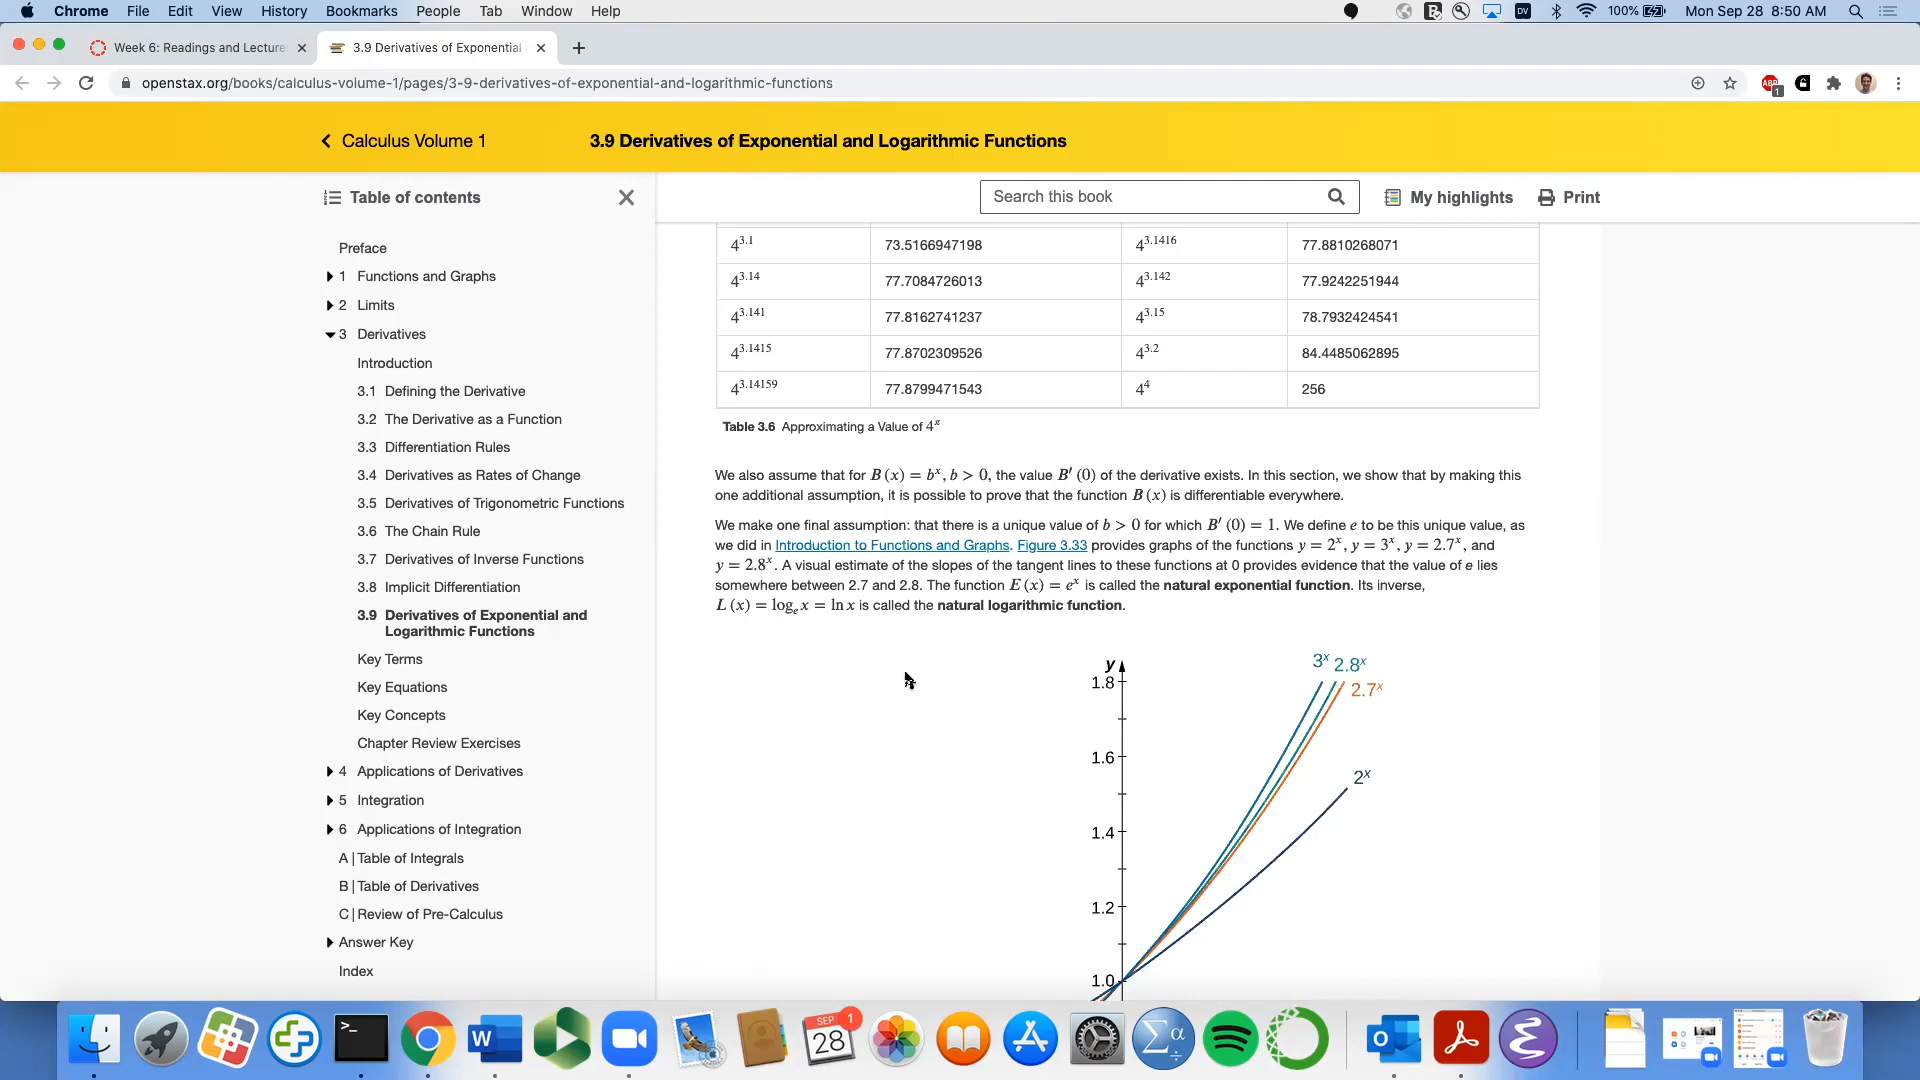 Chrome File Edit View History Bookmarks People Tab Window Help DV 100% Mon Sep 28 8:50 AM
Week 6: Readings and Lecture 3.9 Derivatives of Exponential
openstax.org/books/calculus-volume-1/pages/3-9-derivatives-of-exponential-and-logarithmic-functions ABP 1
Calculus Volume 1 3.9 Derivatives of Exponential and Logarithmic Functions
Table of contents
Search this book My highlights Print
Preface
1 Functions and Graphs
2 Limits
3 Derivatives
Introduction
3.1 Defining the Derivative
3.2 The Derivative as a Function
3.3 Differentiation Rules
3.4 Derivatives as Rates of Change
3.5 Derivatives of Trigonometric Functions
3.6 The Chain Rule
3.7 Derivatives of Inverse Functions
3.8 Implicit Differentiation
3.9 Derivatives of Exponential and
Logarithmic Functions
Key Terms
Key Equations
Key Concepts
Chapter Review Exercises
4 Applications of Derivatives
5 Integration
6 Applications of Integration
A | Table of Integrals
B | Table of Derivatives
C | Review of Pre-Calculus
Answer Key
Index
4^3.1 73.5166947198 4^3.1416 77.8810268071
4^3.14 77.7084726013 4^3.142 77.9242251944
4^3.141 77.8162741237 4^3.15 78.7932424541
4^3.1415 77.8702309526 4^3.2 84.4485062895
4^3.14159 77.8799471543 4^4 256
Table 3.6 Approximating a Value of 4^π
We also assume that for B (x) = b^x, b > 0, the value B′ (0) of the derivative exists. In this section, we show that by making this
one additional assumption, it is possible to prove that the function B (x) is differentiable everywhere.
We make one final assumption: that there is a unique value of b > 0 for which B′ (0) = 1. We define e to be this unique value, as
we did in Introduction to Functions and Graphs. Figure 3.33 provides graphs of the functions y = 2^x, y = 3^x, y = 2.7^x, and
y = 2.8^x. A visual estimate of the slopes of the tangent lines to these functions at 0 provides evidence that the value of e lies
somewhere between 2.7 and 2.8. The function E (x) = e^x is called the natural exponential function. Its inverse,
L (x) = log_e x = ln x is called the natural logarithmic function.
y
3^x 2.8^x
1.8
2.7^x
1.6
2^x
1.4
1.2
1.0
>_ W SEP 28 1 Σα÷ O